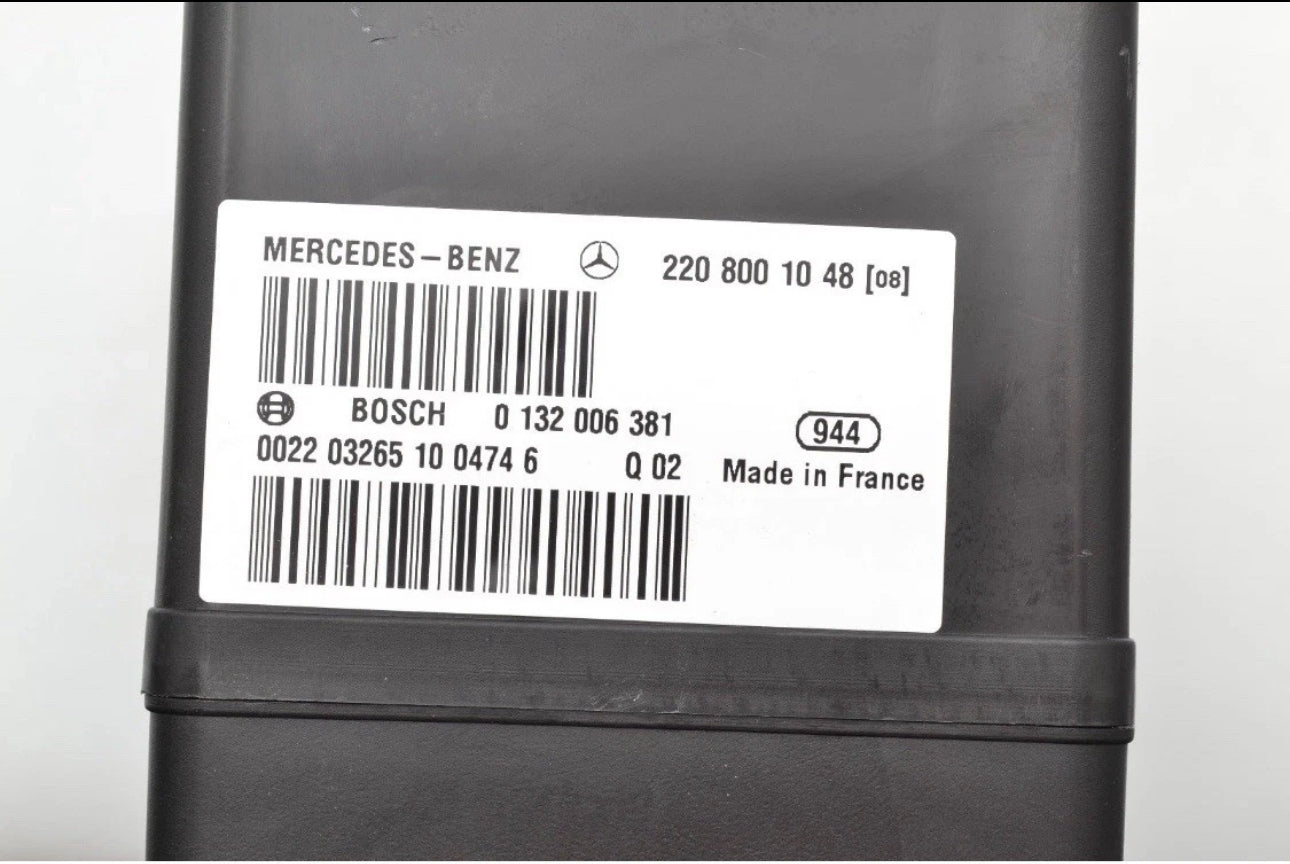 MERCEDES-BENZ 220 800 10 48 [08]
BOSCH 0 132 006 381
944
0022 03265 10 0474 6 Q 02
Made in France